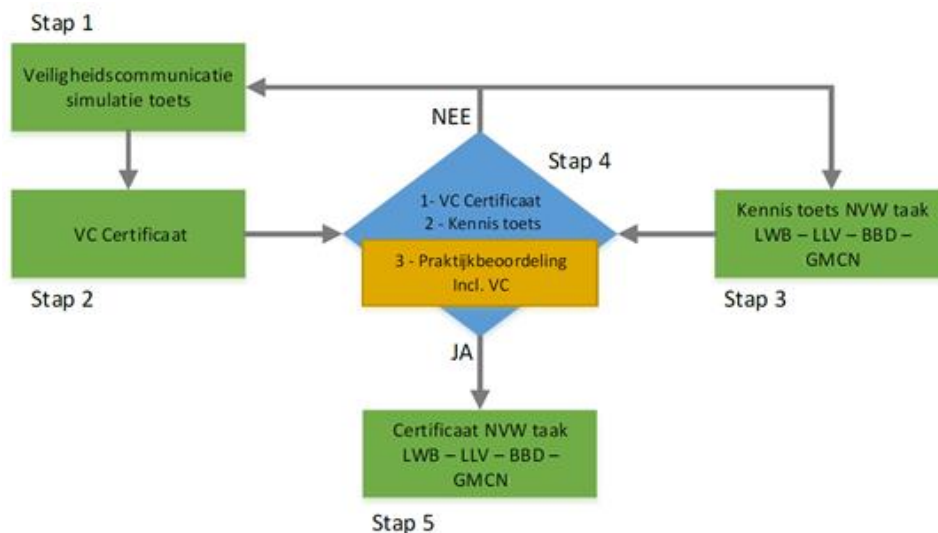 Stap 1
Veiligheidscommunicatie
simulatie toets
NEE
Stap 4
1- VC Certificaat
2 - Kennis toets
VC Certificaat
Kennis toets NVW taak
LWB – LLV – BBD –
GMCN
3 - Praktijkbeoordeling
Incl. VC
Stap 2
Stap 3
JA
Certificaat NVW taak
LWB – LLV – BBD –
GMCN
Stap 5